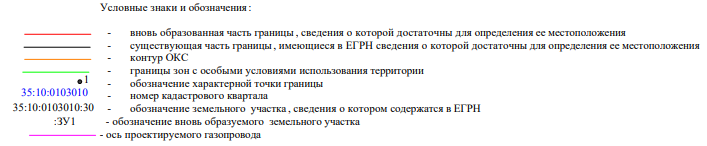 Условные знаки и обозначения:
- вновь образованная часть границы, сведения о которой достаточны для определения ее местоположения
- существующая часть границы, имеющиеся в ЕГРН сведения о которой достаточны для определения ее местоположения
- контур ОКС
- границы зон с особыми условиями использования территории
1 - обозначение характерной точки границы
35:10:0103010 - номер кадастрового квартала
35:10:0103010:30 - обозначение земельного участка, сведения о котором содержатся в ЕГРН
:ЗУ1 - обозначение вновь образуемого земельного участка
- ось проектируемого газопровода